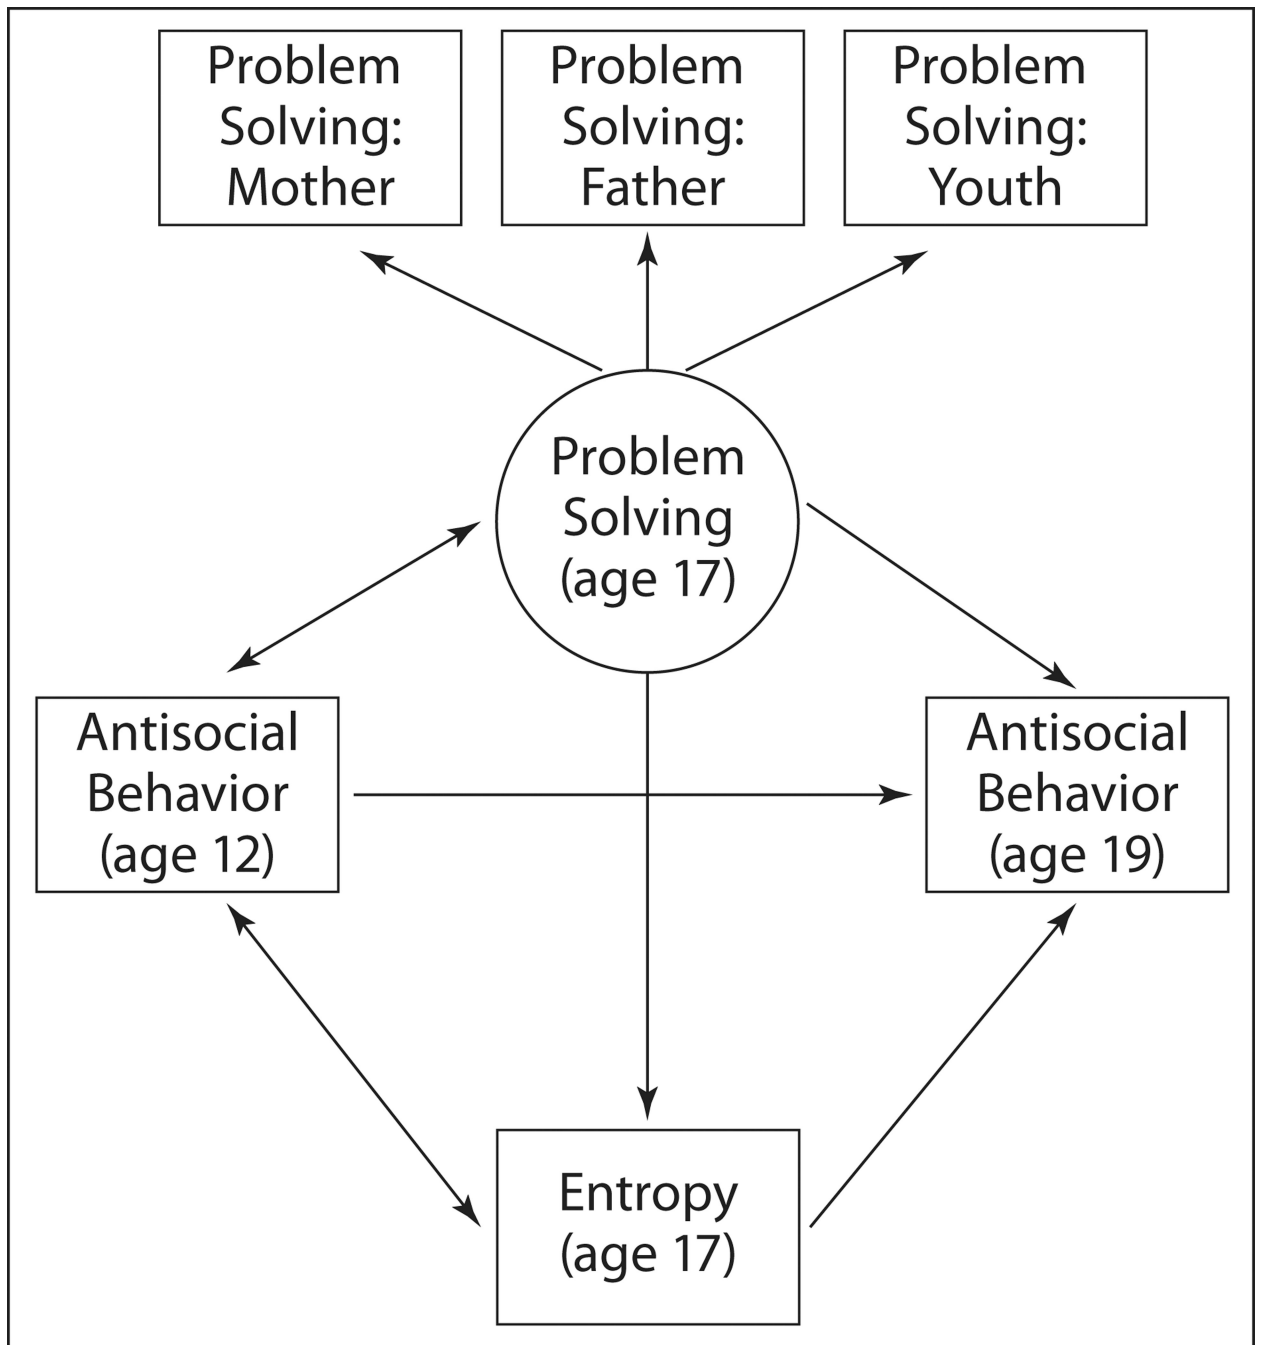 Problem
Solving:
Mother
Problem
Solving:
Father
Problem
Solving:
Youth
Problem
Solving
(age 17)
Antisocial
Behavior
(age 12)
Antisocial
Behavior
(age 19)
Entropy
(age 17)